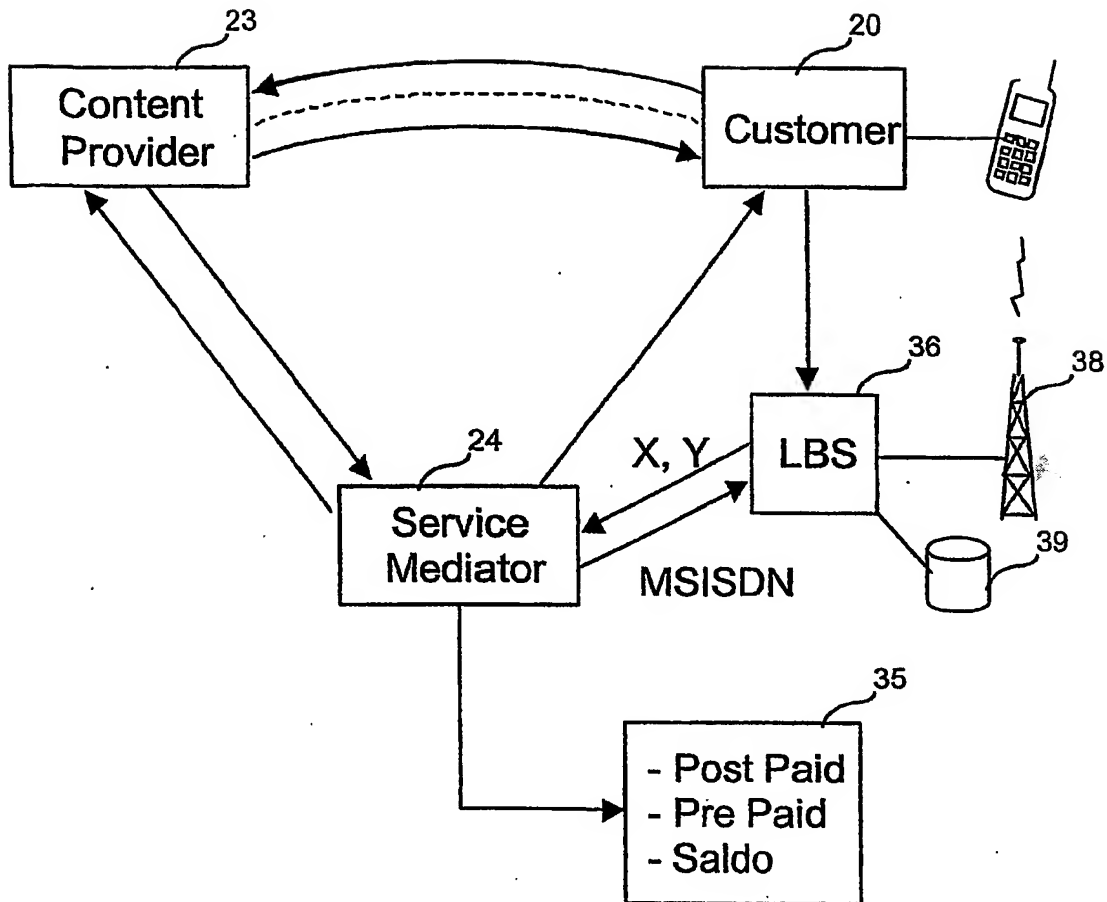 23
20
Content
Provider
Customer
36
38
24
X, Y
LBS
Service
Mediator
39
MSISDN
35
- Post Paid
- Pre Paid
- Saldo